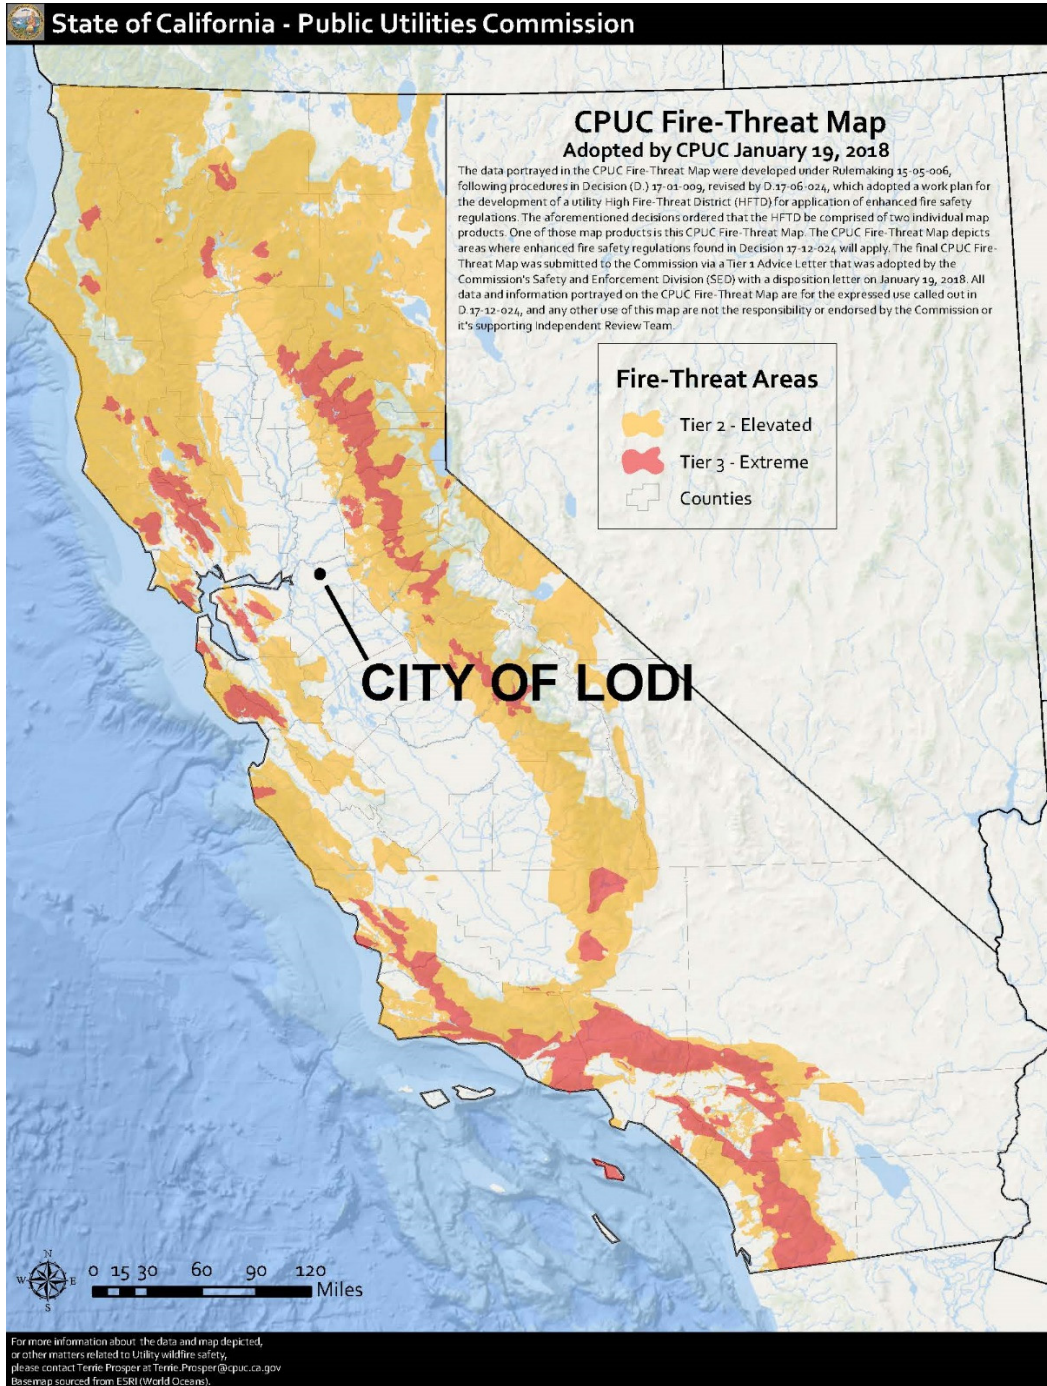 State of California - Public Utilities Commission
CPUC Fire-Threat Map
Adopted by CPUC January 19, 2018
The data portrayed in the CPUC Fire-Threat Map were developed under Rulemaking 15-05-006,
following procedures in Decision (D.) 17-01-009, revised by D.17-06-024, which adopted a work plan for
the development of a utility High Fire-Threat District (HFTD) for application of enhanced fire safety
regulations. The aforementioned decisions ordered that the HFTD be comprised of two individual map
products. One of those map products is this CPUC Fire-Threat Map. The CPUC Fire-Threat Map depicts
areas where enhanced fire safety regulations found in Decision 17-12-024 will apply. The final CPUC Fire-
Threat Map was submitted to the Commission via a Tier 1 Advice Letter that was adopted by the
Commission's Safety and Enforcement Division (SED) with a disposition letter on January 19, 2018. All
data and information portrayed on the CPUC Fire-Threat Map are for the expressed use called out in
D.17-12-024, and any other use of this map are not the responsibility or endorsed by the Commission or
it's supporting Independent Review Team.
Fire-Threat Areas
Tier 2 - Elevated
Tier 3 - Extreme
Counties
CITY OF LODI
N
W E
S
0 15 30 60 90 120
Miles
For more information about the data and map depicted,
or other matters related to Utility wildfire safety,
please contact Terrie Prosper at Terrie.Prosper@cpuc.ca.gov
Basemap sourced from ESRI (World Oceans).